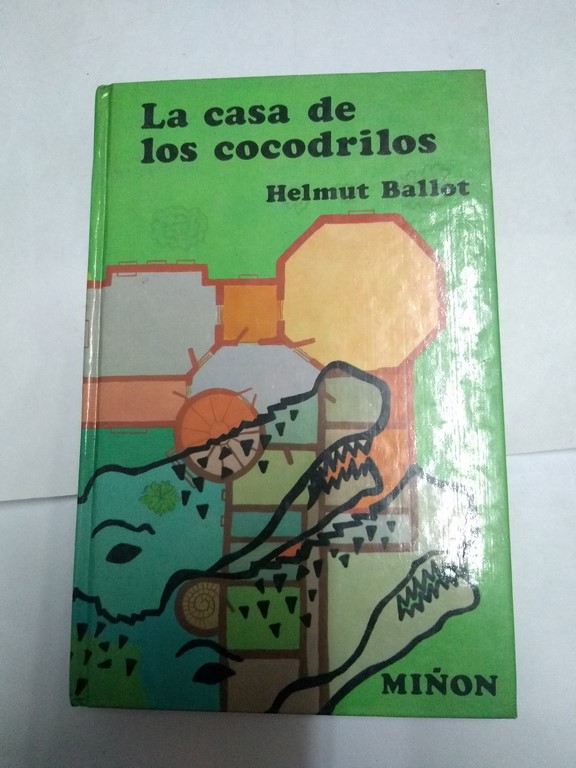 La casa de
los cocodrilos
Helmut Ballot
MIÑON